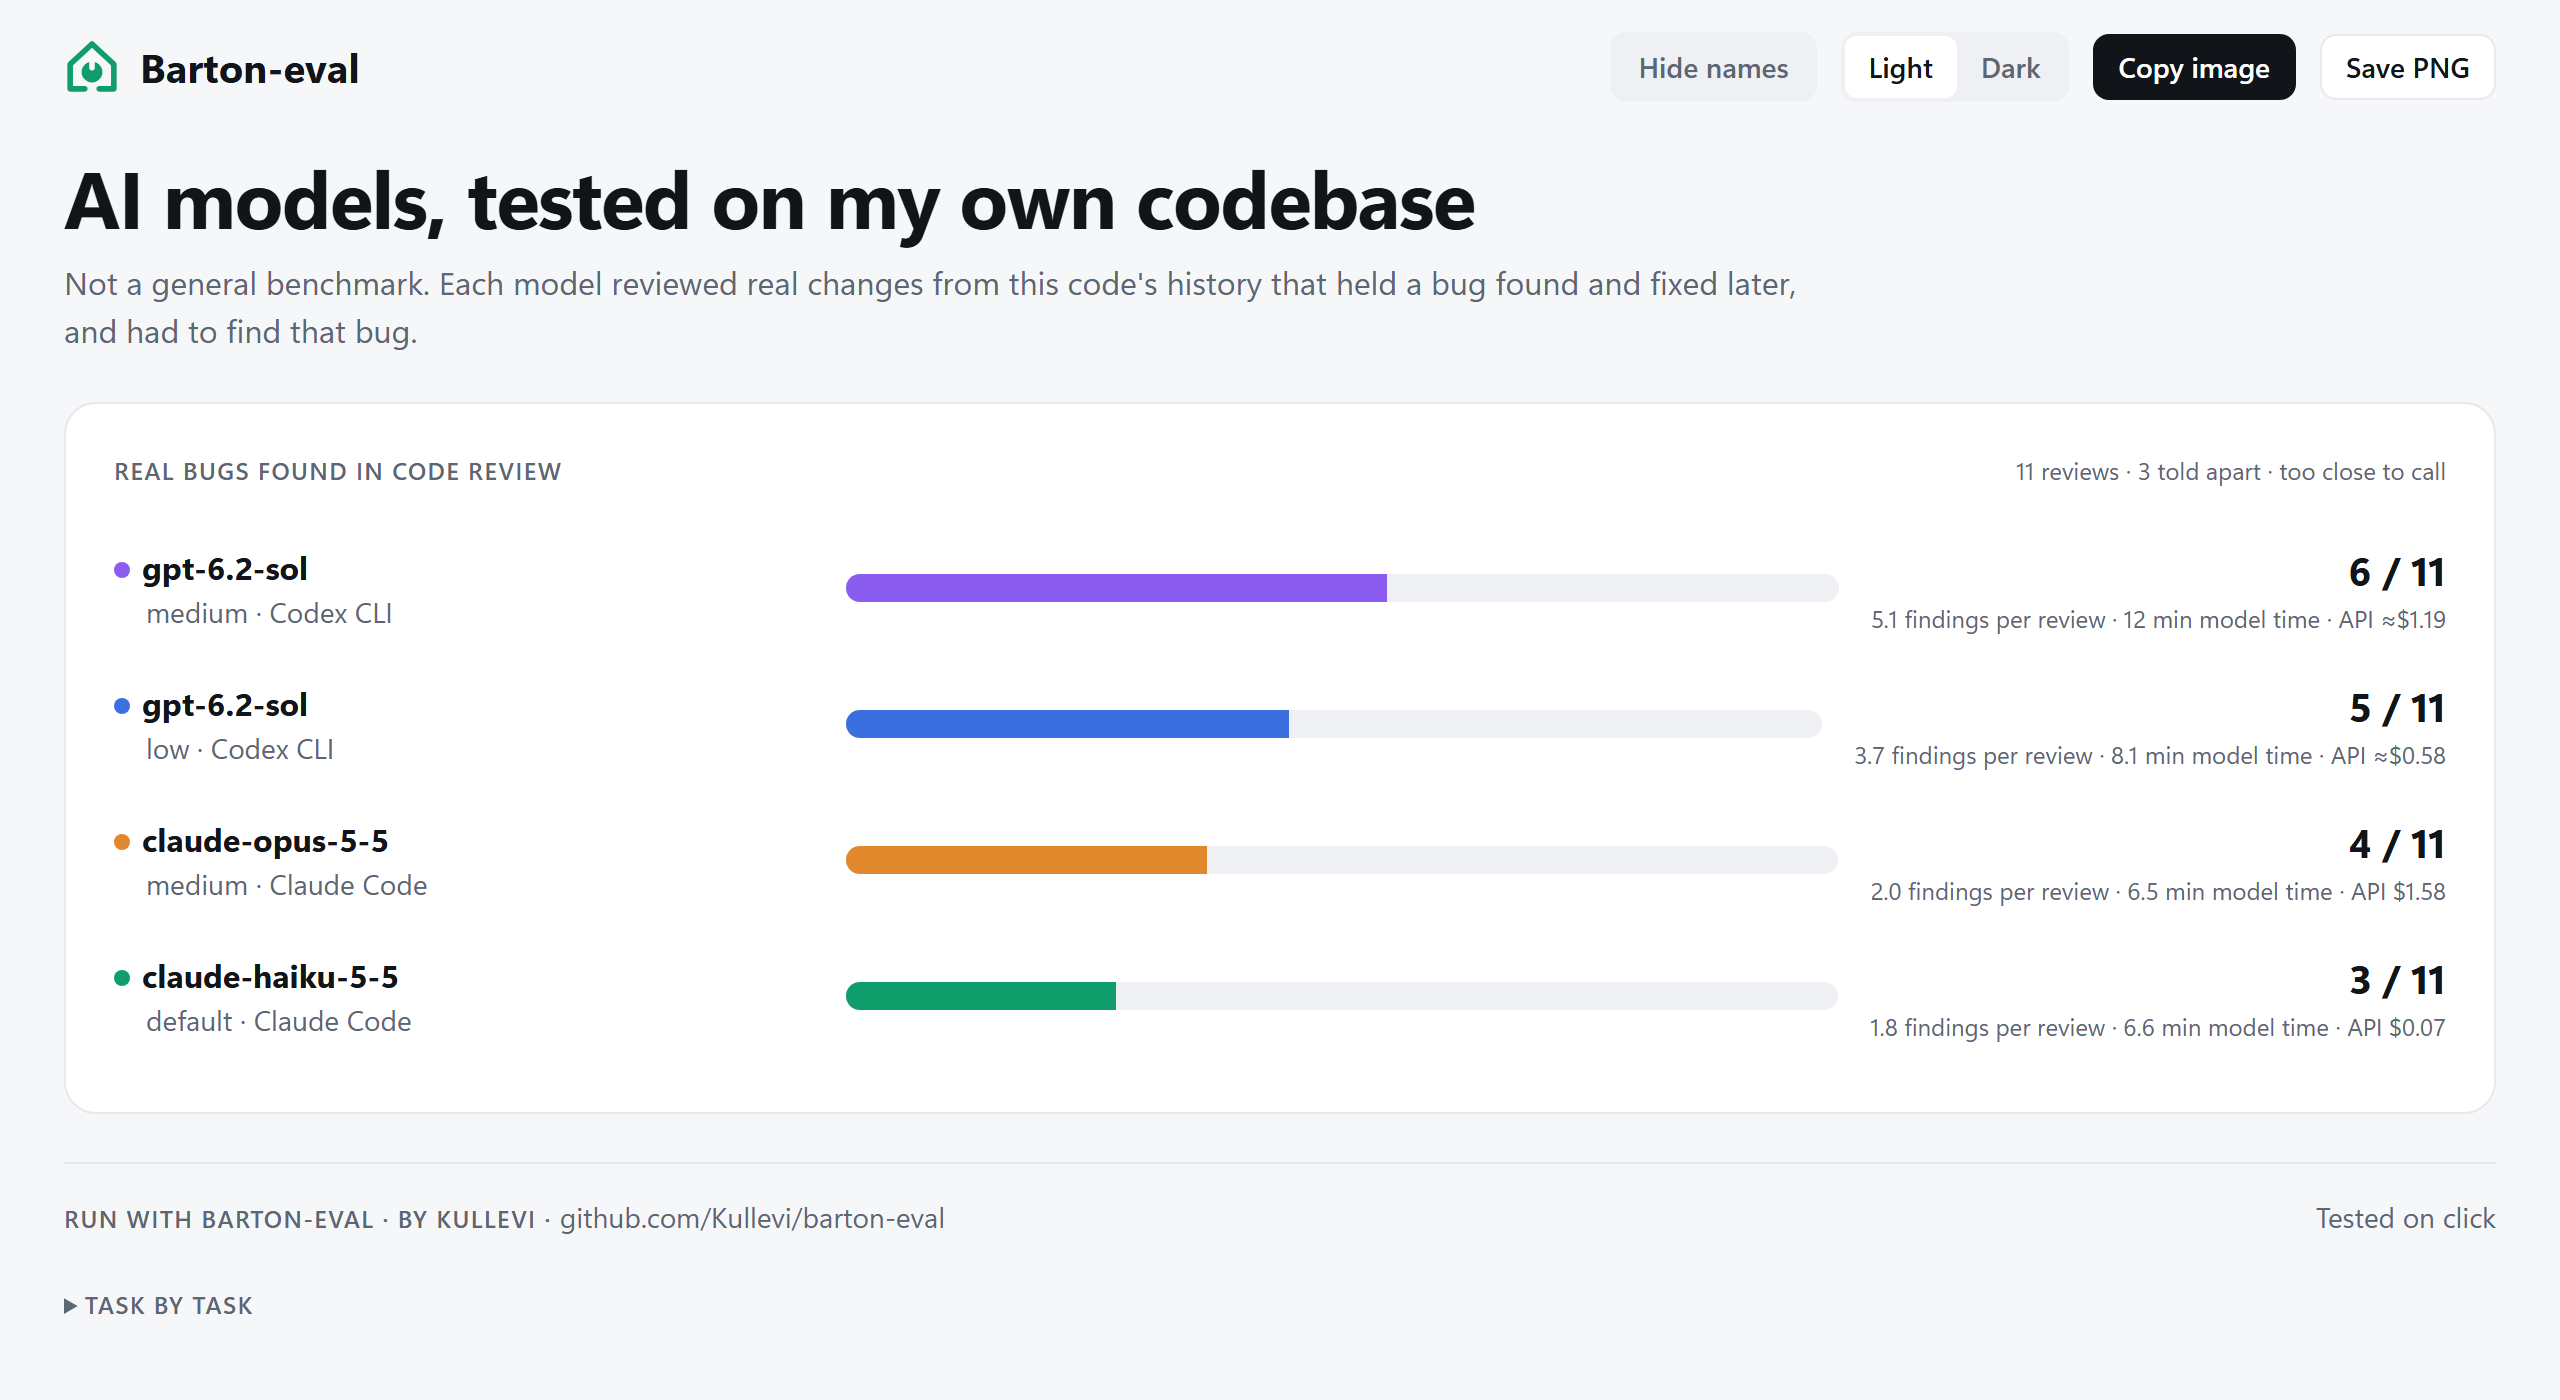 Barton-eval
Hide names
Light
Dark
Copy image
Save PNG
AI models, tested on my own codebase
Not a general benchmark. Each model reviewed real changes from this code's history that held a bug found and fixed later,
and had to find that bug.
REAL BUGS FOUND IN CODE REVIEW
11 reviews · 3 told apart · too close to call
gpt-6.2-sol
medium · Codex CLI
6 / 11
5.1 findings per review · 12 min model time · API ≈$1.19
gpt-6.2-sol
low · Codex CLI
5 / 11
3.7 findings per review · 8.1 min model time · API ≈$0.58
claude-opus-5-5
medium · Claude Code
4 / 11
2.0 findings per review · 6.5 min model time · API $1.58
claude-haiku-5-5
default · Claude Code
3 / 11
1.8 findings per review · 6.6 min model time · API $0.07
RUN WITH BARTON-EVAL · BY KULLEVI · github.com/Kullevi/barton-eval
Tested on click
TASK BY TASK